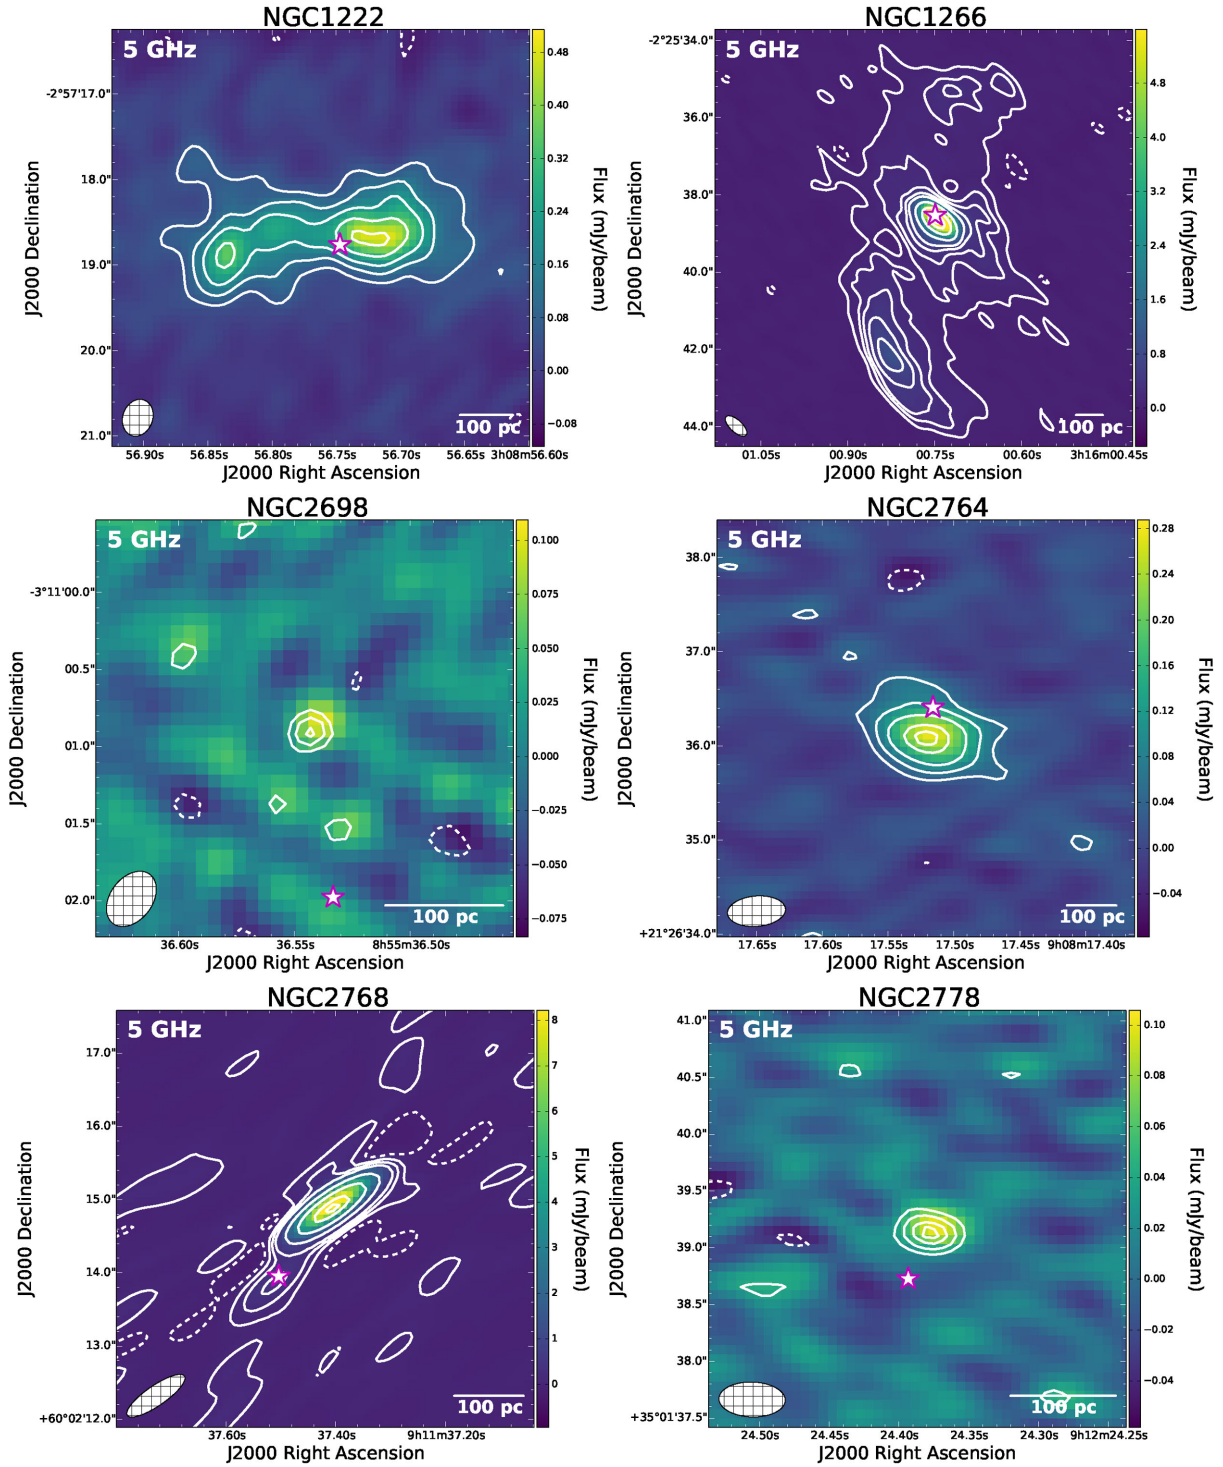 NGC1222
5 GHz
-2°57'17.0"
18.0"
19.0"
20.0"
21.0"
J2000 Declination
56.90s 56.85s 56.80s 56.75s 56.70s 56.65s 3h08m56.60s
J2000 Right Ascension
100 pc
0.48
0.40
0.32
0.24
0.16
0.08
0.00
−0.08
Flux (mJy/beam)
NGC1266
5 GHz
-2°25'34.0"
36.0"
38.0"
40.0"
42.0"
44.0"
J2000 Declination
01.05s 00.90s 00.75s 00.60s 3h16m00.45s
J2000 Right Ascension
100 pc
4.8
4.0
3.2
2.4
1.6
0.8
0.0
Flux (mJy/beam)
NGC2698
5 GHz
-3°11'00.0"
00.5"
01.0"
01.5"
02.0"
J2000 Declination
36.60s 36.55s 8h55m36.50s
J2000 Right Ascension
100 pc
0.100
0.075
0.050
0.025
0.000
−0.025
−0.050
−0.075
Flux (mJy/beam)
NGC2764
5 GHz
38.0"
37.0"
36.0"
35.0"
+21°26'34.0"
J2000 Declination
17.65s 17.60s 17.55s 17.50s 17.45s 9h08m17.40s
J2000 Right Ascension
100 pc
0.28
0.24
0.20
0.16
0.12
0.08
0.04
0.00
−0.04
Flux (mJy/beam)
NGC2768
5 GHz
17.0"
16.0"
15.0"
14.0"
13.0"
+60°02'12.0"
J2000 Declination
37.60s 37.40s 9h11m37.20s
J2000 Right Ascension
100 pc
8
7
6
5
4
3
2
1
0
Flux (mJy/beam)
NGC2778
5 GHz
41.0"
40.5"
40.0"
39.5"
39.0"
38.5"
38.0"
+35°01'37.5"
J2000 Declination
24.50s 24.45s 24.40s 24.35s 24.30s 9h12m24.25s
J2000 Right Ascension
100 pc
0.10
0.08
0.06
0.04
0.02
0.00
−0.02
−0.04
Flux (mJy/beam)